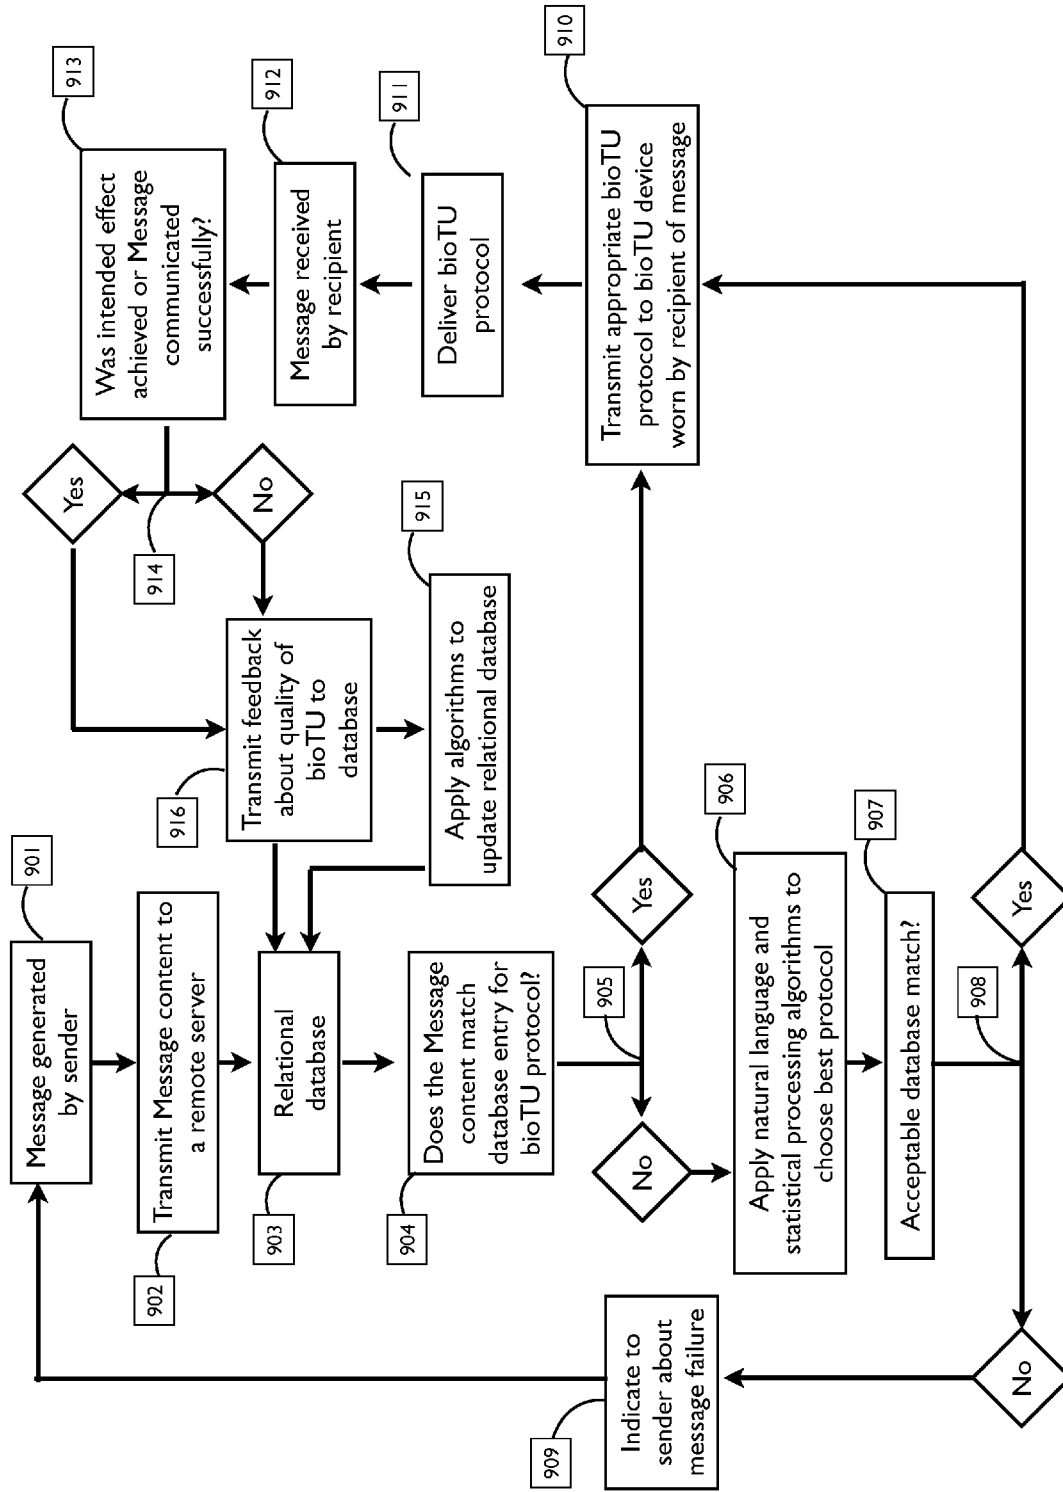 901
Message generated
by sender
902
Transmit Message content to
a remote server
903
Relational
database
904
Does the Message
content match
database entry for
bioTU protocol?
905
No
Yes
906
Apply natural language and
statistical processing algorithms to
choose best protocol
907
Acceptable database match?
908
No
Yes
909
Indicate to
sender about
message failure
910
Transmit appropriate bioTU
protocol to bioTU device
worn by recipient of message
911
Deliver bioTU
protocol
912
Message received
by recipient
913
Was intended effect
achieved or Message
communicated
successfully?
914
Yes
No
916
Transmit feedback
about quality of
bioTU to
database
915
Apply algorithms to
update relational database